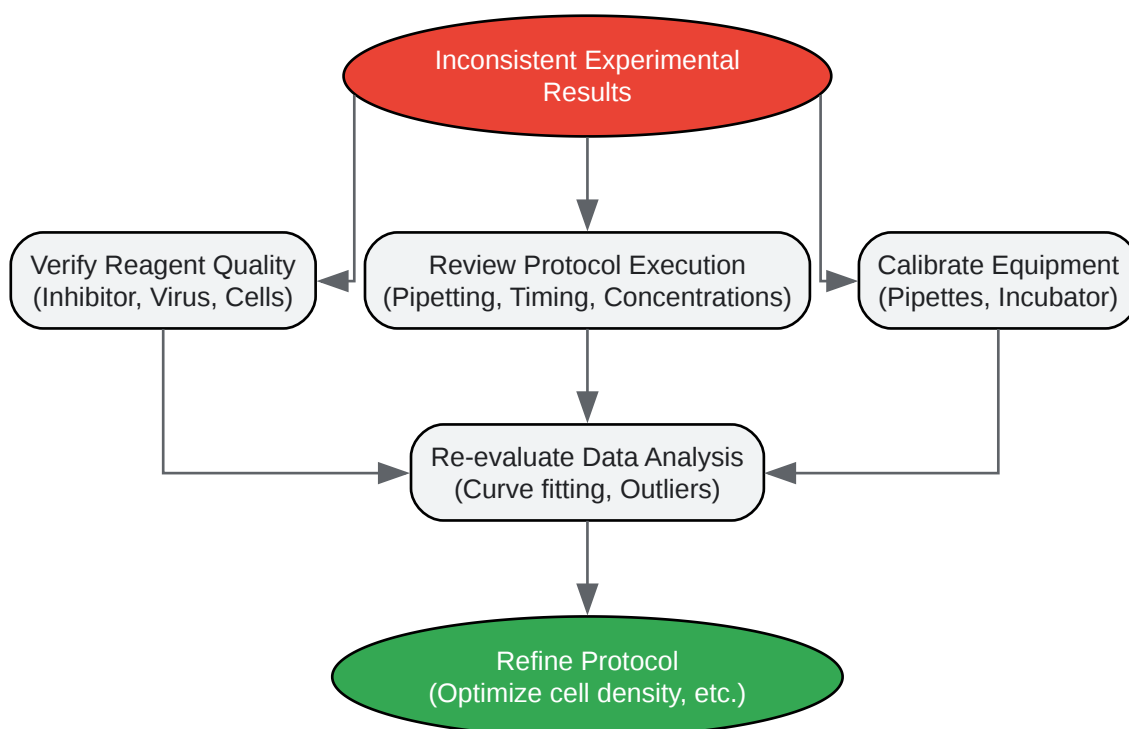 Inconsistent Experimental
Results
Verify Reagent Quality
(Inhibitor, Virus, Cells)
Review Protocol Execution
(Pipetting, Timing, Concentrations)
Calibrate Equipment
(Pipettes, Incubator)
Re-evaluate Data Analysis
(Curve fitting, Outliers)
Refine Protocol
(Optimize cell density, etc.)